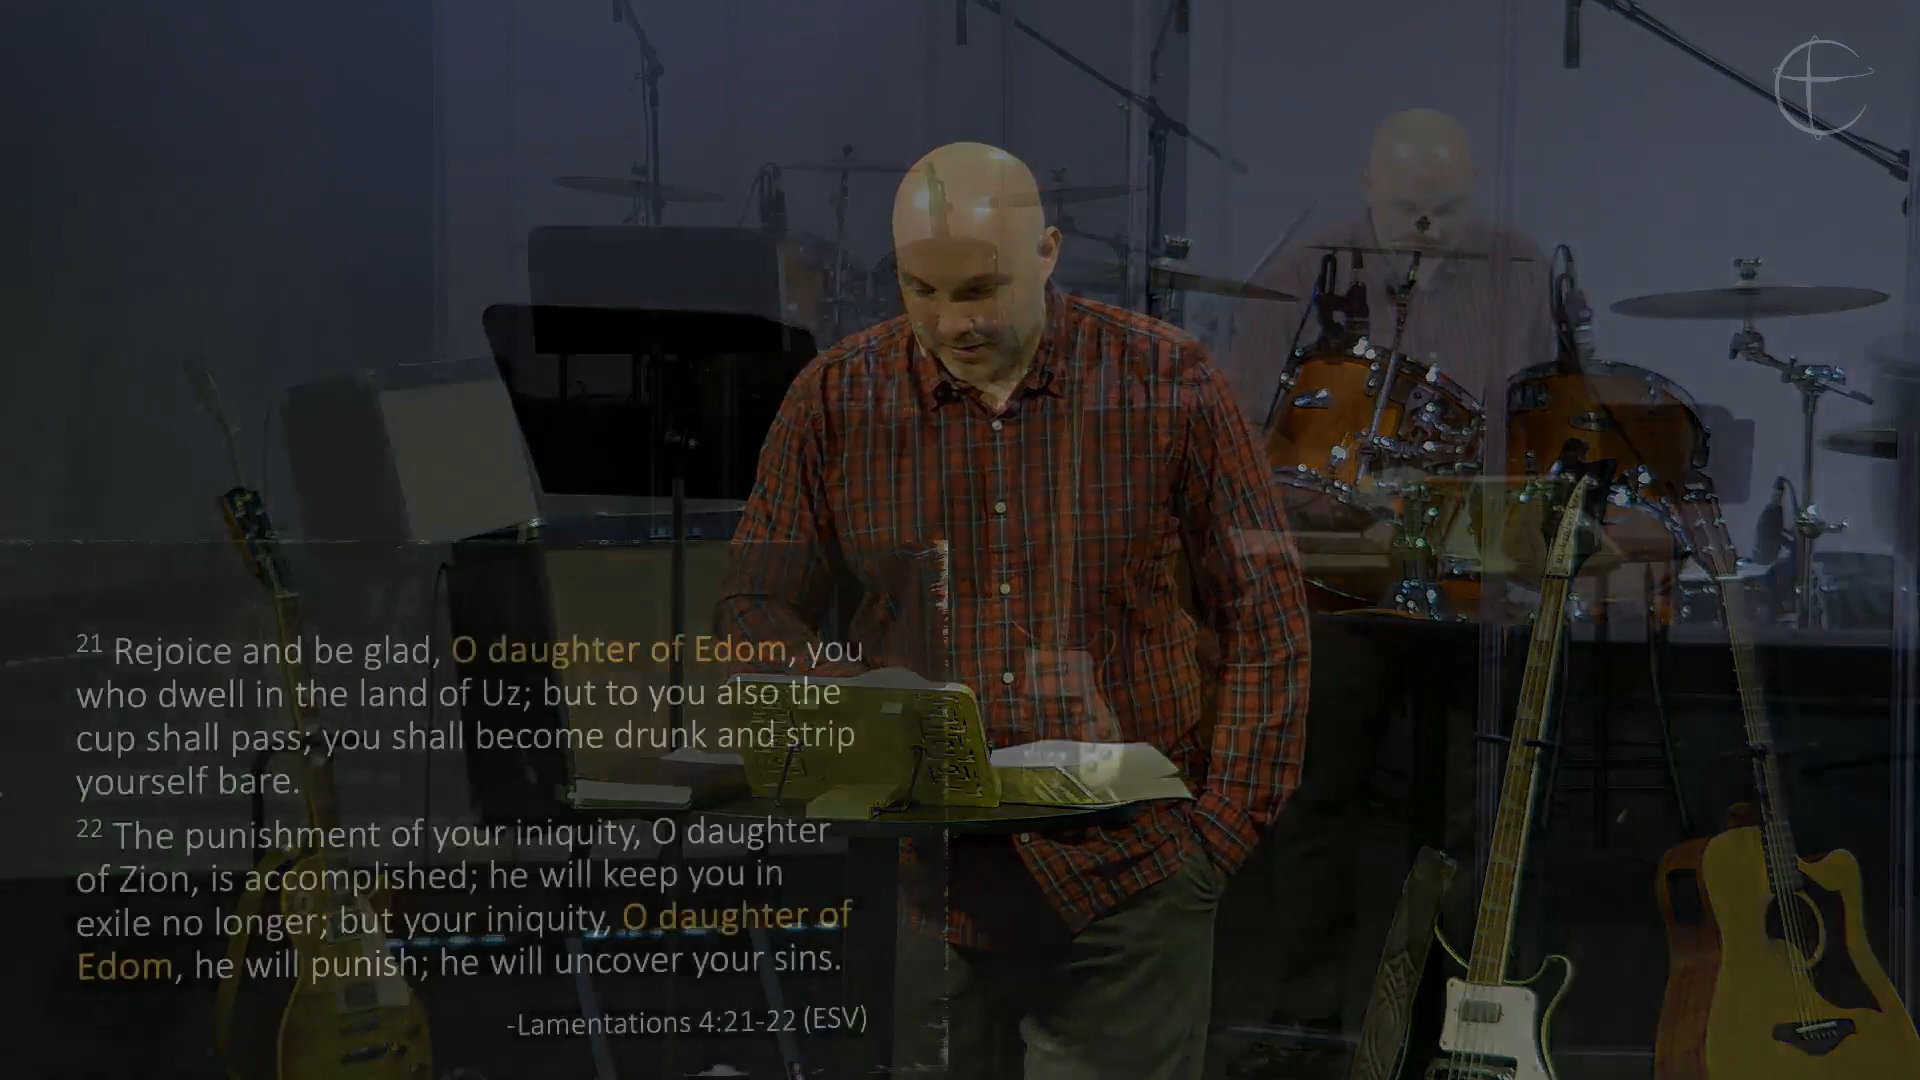 21 Rejoice and be glad, O daughter of Edom, you
who dwell in the land of Uz; but to you also the
cup shall pass; you shall become drunk and strip
yourself bare.
22 The punishment of your iniquity, O daughter
of Zion, is accomplished; he will keep you in
exile no longer; but your iniquity, O daughter of
Edom, he will punish; he will uncover your sins.
-Lamentations 4:21-22 (ESV)